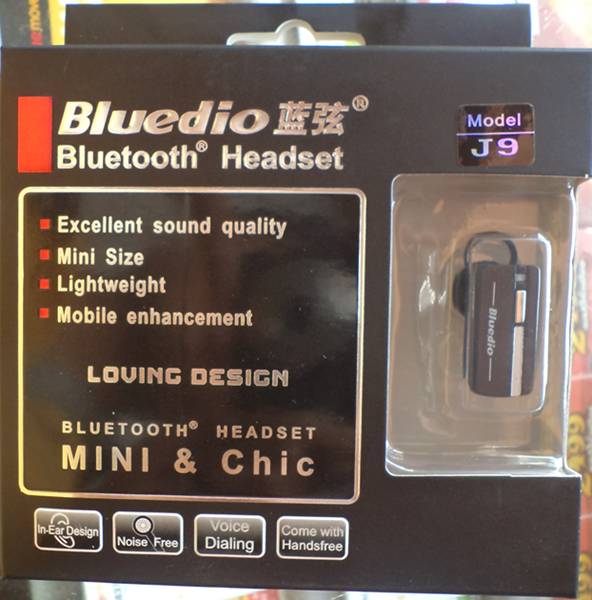 Bluedio 蓝弦®
Bluetooth® Headset
Model
J9
Excellent sound quality
Mini Size
Lightweight
Mobile enhancement
LOVING DESIGN
BLUETOOTH® HEADSET
MINI & Chic
Bluedio
In-Ear Design
Noise Free
Voice
Dialing
Come with
Handsfree